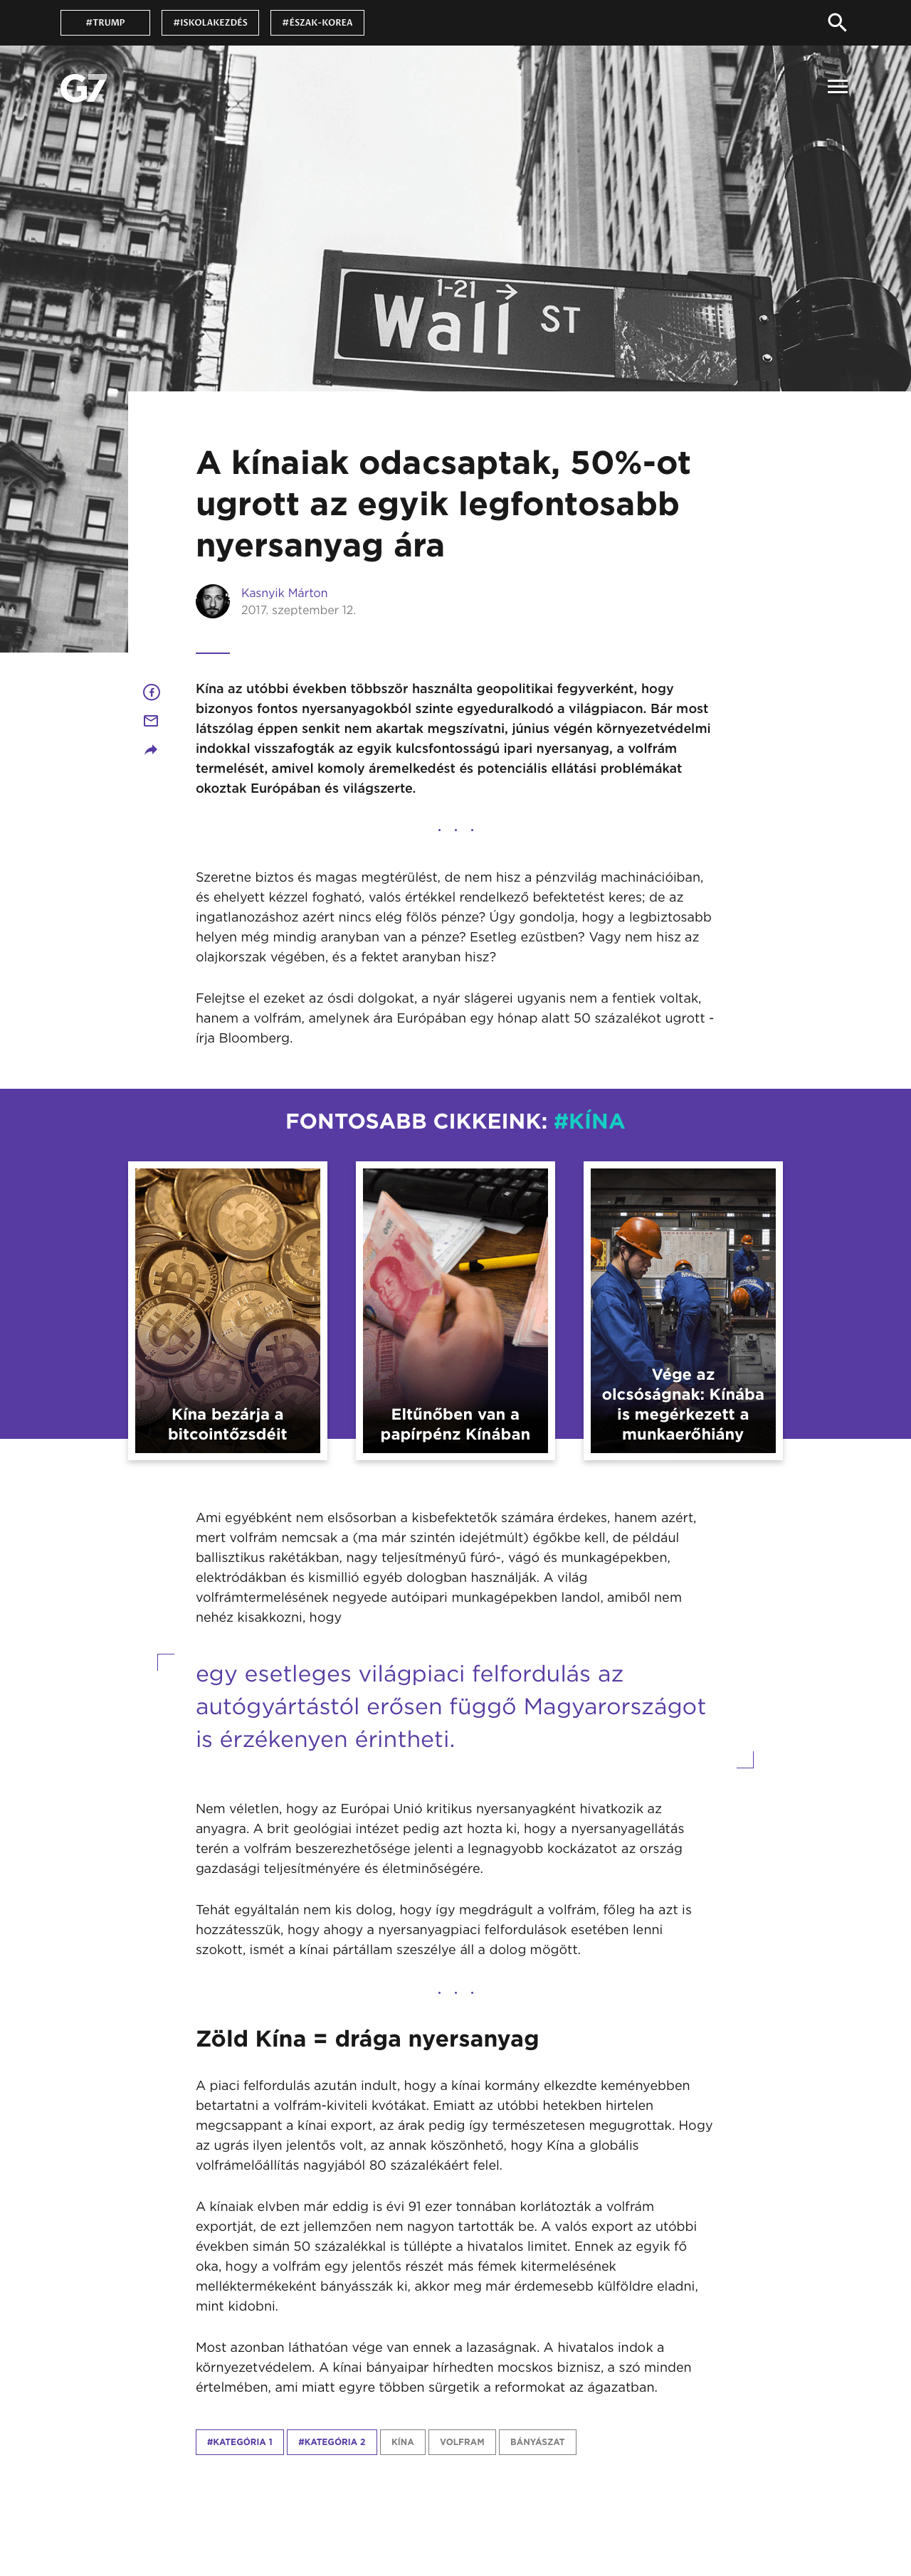 #TRUMP
#ISKOLAKEZDÉS
#ÉSZAK-KOREA
G7
1-21 →
Wall ST
A kínaiak odacsaptak, 50%-ot
ugrott az egyik legfontosabb
nyersanyag ára
Kasnyik Márton
2017. szeptember 12.
Kína az utóbbi években többször használta geopolitikai fegyverként, hogy
bizonyos fontos nyersanyagokból szinte egyeduralkodó a világpiacon. Bár most
látszólag éppen senkit nem akartak megszívatni, június végén környezetvédelmi
indokkal visszafogták az egyik kulcsfontosságú ipari nyersanyag, a volfrám
termelését, amivel komoly áremelkedést és potenciális ellátási problémákat
okoztak Európában és világszerte.
. . .
Szeretne biztos és magas megtérülést, de nem hisz a pénzvilág machinációiban,
és ehelyett kézzel fogható, valós értékkel rendelkező befektetést keres; de az
ingatlanozáshoz azért nincs elég fölös pénze? Úgy gondolja, hogy a legbiztosabb
helyen még mindig aranyban van a pénze? Esetleg ezüstben? Vagy nem hisz az
olajkorszak végében, és a fektet aranyban hisz?
Felejtse el ezeket az ósdi dolgokat, a nyár slágerei ugyanis nem a fentiek voltak,
hanem a volfrám, amelynek ára Európában egy hónap alatt 50 százalékot ugrott -
írja Bloomberg.
FONTOSABB CIKKEINK: #KÍNA
Kína bezárja a
bitcointőzsdéit
Eltűnőben van a
papírpénz Kínában
Vége az
olcsóságnak: Kínába
is megérkezett a
munkaerőhiány
Ami egyébként nem elsősorban a kisbefektetők számára érdekes, hanem azért,
mert volfrám nemcsak a (ma már szintén idejétmúlt) égőkbe kell, de például
ballisztikus rakétákban, nagy teljesítményű fúró-, vágó és munkagépekben,
elektródákban és kismillió egyéb dologban használják. A világ
volfrámtermelésének negyede autóipari munkagépekben landol, amiből nem
nehéz kisakkozni, hogy
egy esetleges világpiaci felfordulás az
autógyártástól erősen függő Magyarországot
is érzékenyen érintheti.
Nem véletlen, hogy az Európai Unió kritikus nyersanyagként hivatkozik az
anyagra. A brit geológiai intézet pedig azt hozta ki, hogy a nyersanyagellátás
terén a volfrám beszerezhetősége jelenti a legnagyobb kockázatot az ország
gazdasági teljesítményére és életminőségére.
Tehát egyáltalán nem kis dolog, hogy így megdrágult a volfrám, főleg ha azt is
hozzátesszük, hogy ahogy a nyersanyagpiaci felfordulások esetében lenni
szokott, ismét a kínai pártállam szeszélye áll a dolog mögött.
. . .
Zöld Kína = drága nyersanyag
A piaci felfordulás azután indult, hogy a kínai kormány elkezdte keményebben
betartatni a volfrám-kiviteli kvótákat. Emiatt az utóbbi hetekben hirtelen
megcsappant a kínai export, az árak pedig így természetesen megugrottak. Hogy
az ugrás ilyen jelentős volt, az annak köszönhető, hogy Kína a globális
volfrámelőállítás nagyjából 80 százalékáért felel.
A kínaiak elvben már eddig is évi 91 ezer tonnában korlátozták a volfrám
exportját, de ezt jellemzően nem nagyon tartották be. A valós export az utóbbi
években simán 50 százalékkal is túllépte a hivatalos limitet. Ennek az egyik fő
oka, hogy a volfrám egy jelentős részét más fémek kitermelésének
melléktermékeként bányásszák ki, akkor meg már érdemesebb külföldre eladni,
mint kidobni.
Most azonban láthatóan vége van ennek a lazaságnak. A hivatalos indok a
környezetvédelem. A kínai bányaipar hírhedten mocskos biznisz, a szó minden
értelmében, ami miatt egyre többen sürgetik a reformokat az ágazatban.
#KATEGÓRIA 1
#KATEGÓRIA 2
KÍNA
VOLFRAM
BÁNYÁSZAT